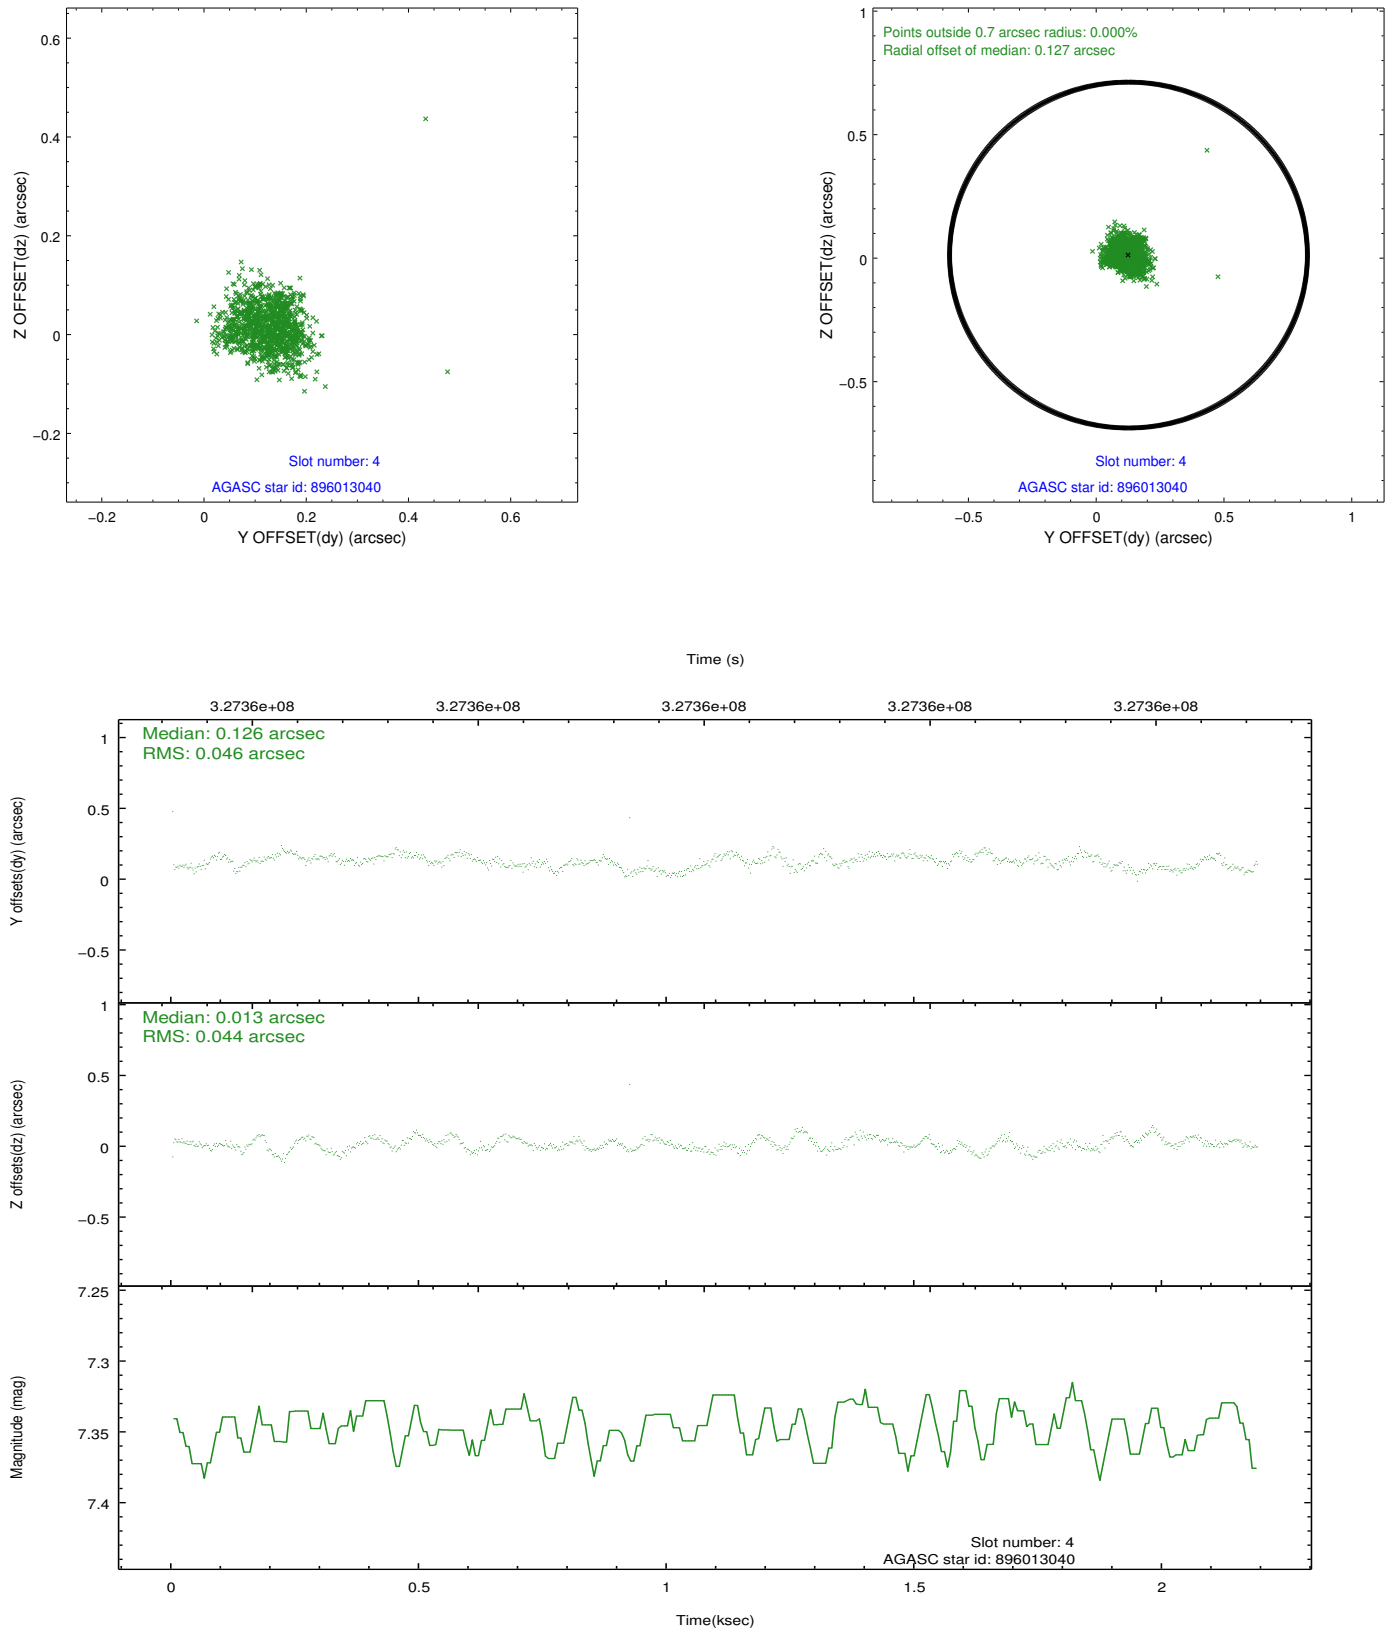 0.6
0.4
0.2
0
−0.2
Z OFFSET(dz) (arcsec)
Slot number: 4
AGASC star id: 896013040
−0.2 0 0.2 0.4 0.6
Y OFFSET(dy) (arcsec)
1
0.5
0
−0.5
Z OFFSET(dz) (arcsec)
Points outside 0.7 arcsec radius: 0.000%
Radial offset of median: 0.127 arcsec
Slot number: 4
AGASC star id: 896013040
−0.5 0 0.5 1
Y OFFSET(dy) (arcsec)
Time (s)
3.2736e+08 3.2736e+08 3.2736e+08 3.2736e+08 3.2736e+08
Median: 0.126 arcsec
RMS: 0.046 arcsec
1
0.5
0
−0.5
Y offsets(dy) (arcsec)
Median: 0.013 arcsec
RMS: 0.044 arcsec
1
0.5
0
−0.5
Z offsets(dz) (arcsec)
7.25
7.3
7.35
7.4
Magnitude (mag)
Slot number: 4
AGASC star id: 896013040
0 0.5 1 1.5 2
Time(ksec)